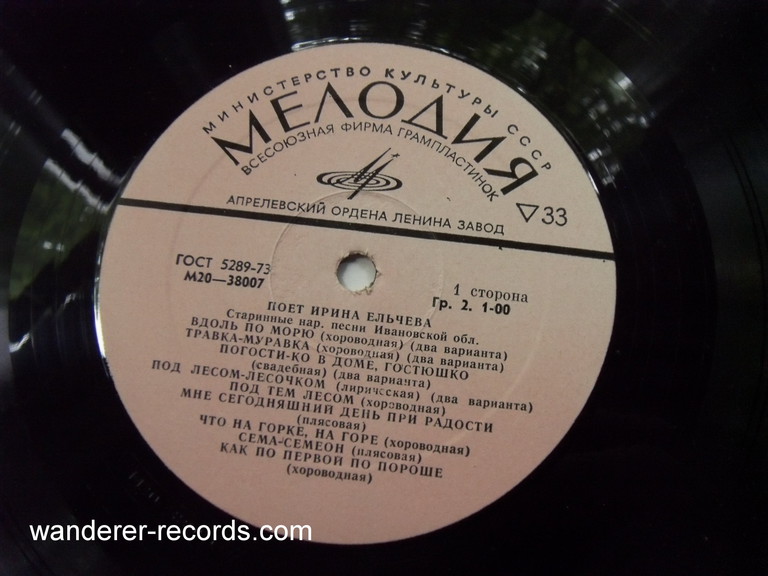 МИНИСТЕРСТВО КУЛЬТУРЫ СССР
МЕЛОДИЯ
ВСЕСОЮЗНАЯ ФИРМА ГРАМПЛАСТИНОК
АПРЕЛЕВСКИЙ ОРДЕНА ЛЕНИНА ЗАВОД
33
ГОСТ 5289-73
М20—38007
1 сторона
Гр. 2. 1-00
ПОЕТ ИРИНА ЕЛЬЧЕВА
Старинные нар. песни Ивановской обл.
ВДОЛЬ ПО МОРЮ (хороводная) (два варианта)
ТРАВКА-МУРАВКА (хороводная) (два варианта)
ПОГОСТИ-КО В ДОМЕ, ГОСТЮШКО
(свадебная) (два варианта)
ПОД ЛЕСОМ-ЛЕСОЧКОМ (лирическая) (два варианта)
ПОД ТЕМ ЛЕСОМ (хороводная)
МНЕ СЕГОДНЯШНИЙ ДЕНЬ ПРИ РАДОСТИ
(плясовая)
ЧТО НА ГОРКЕ, НА ГОРЕ (хороводная)
СЕМА-СЕМЕОН (плясовая)
КАК ПО ПЕРВОЙ ПО ПОРОШЕ
(хороводная)
wanderer-records.com